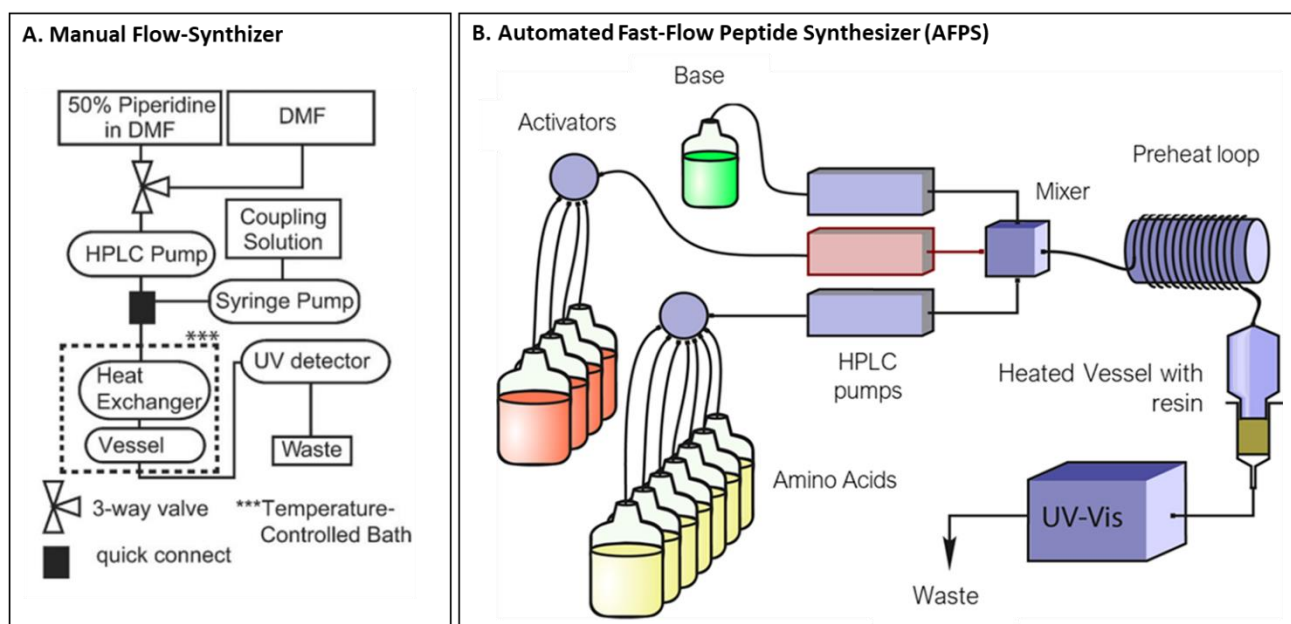 A. Manual Flow-Synthizer
50% Piperidine
in DMF
DMF
Coupling
Solution
HPLC Pump
Syringe Pump
***
Heat
Exchanger
Vessel
UV detector
Waste
3-way valve
quick connect
***Temperature-
Controlled Bath
B. Automated Fast-Flow Peptide Synthesizer (AFPS)
Base
Activators
Mixer
Preheat loop
HPLC
pumps
Heated Vessel with
resin
Amino Acids
UV-Vis
Waste